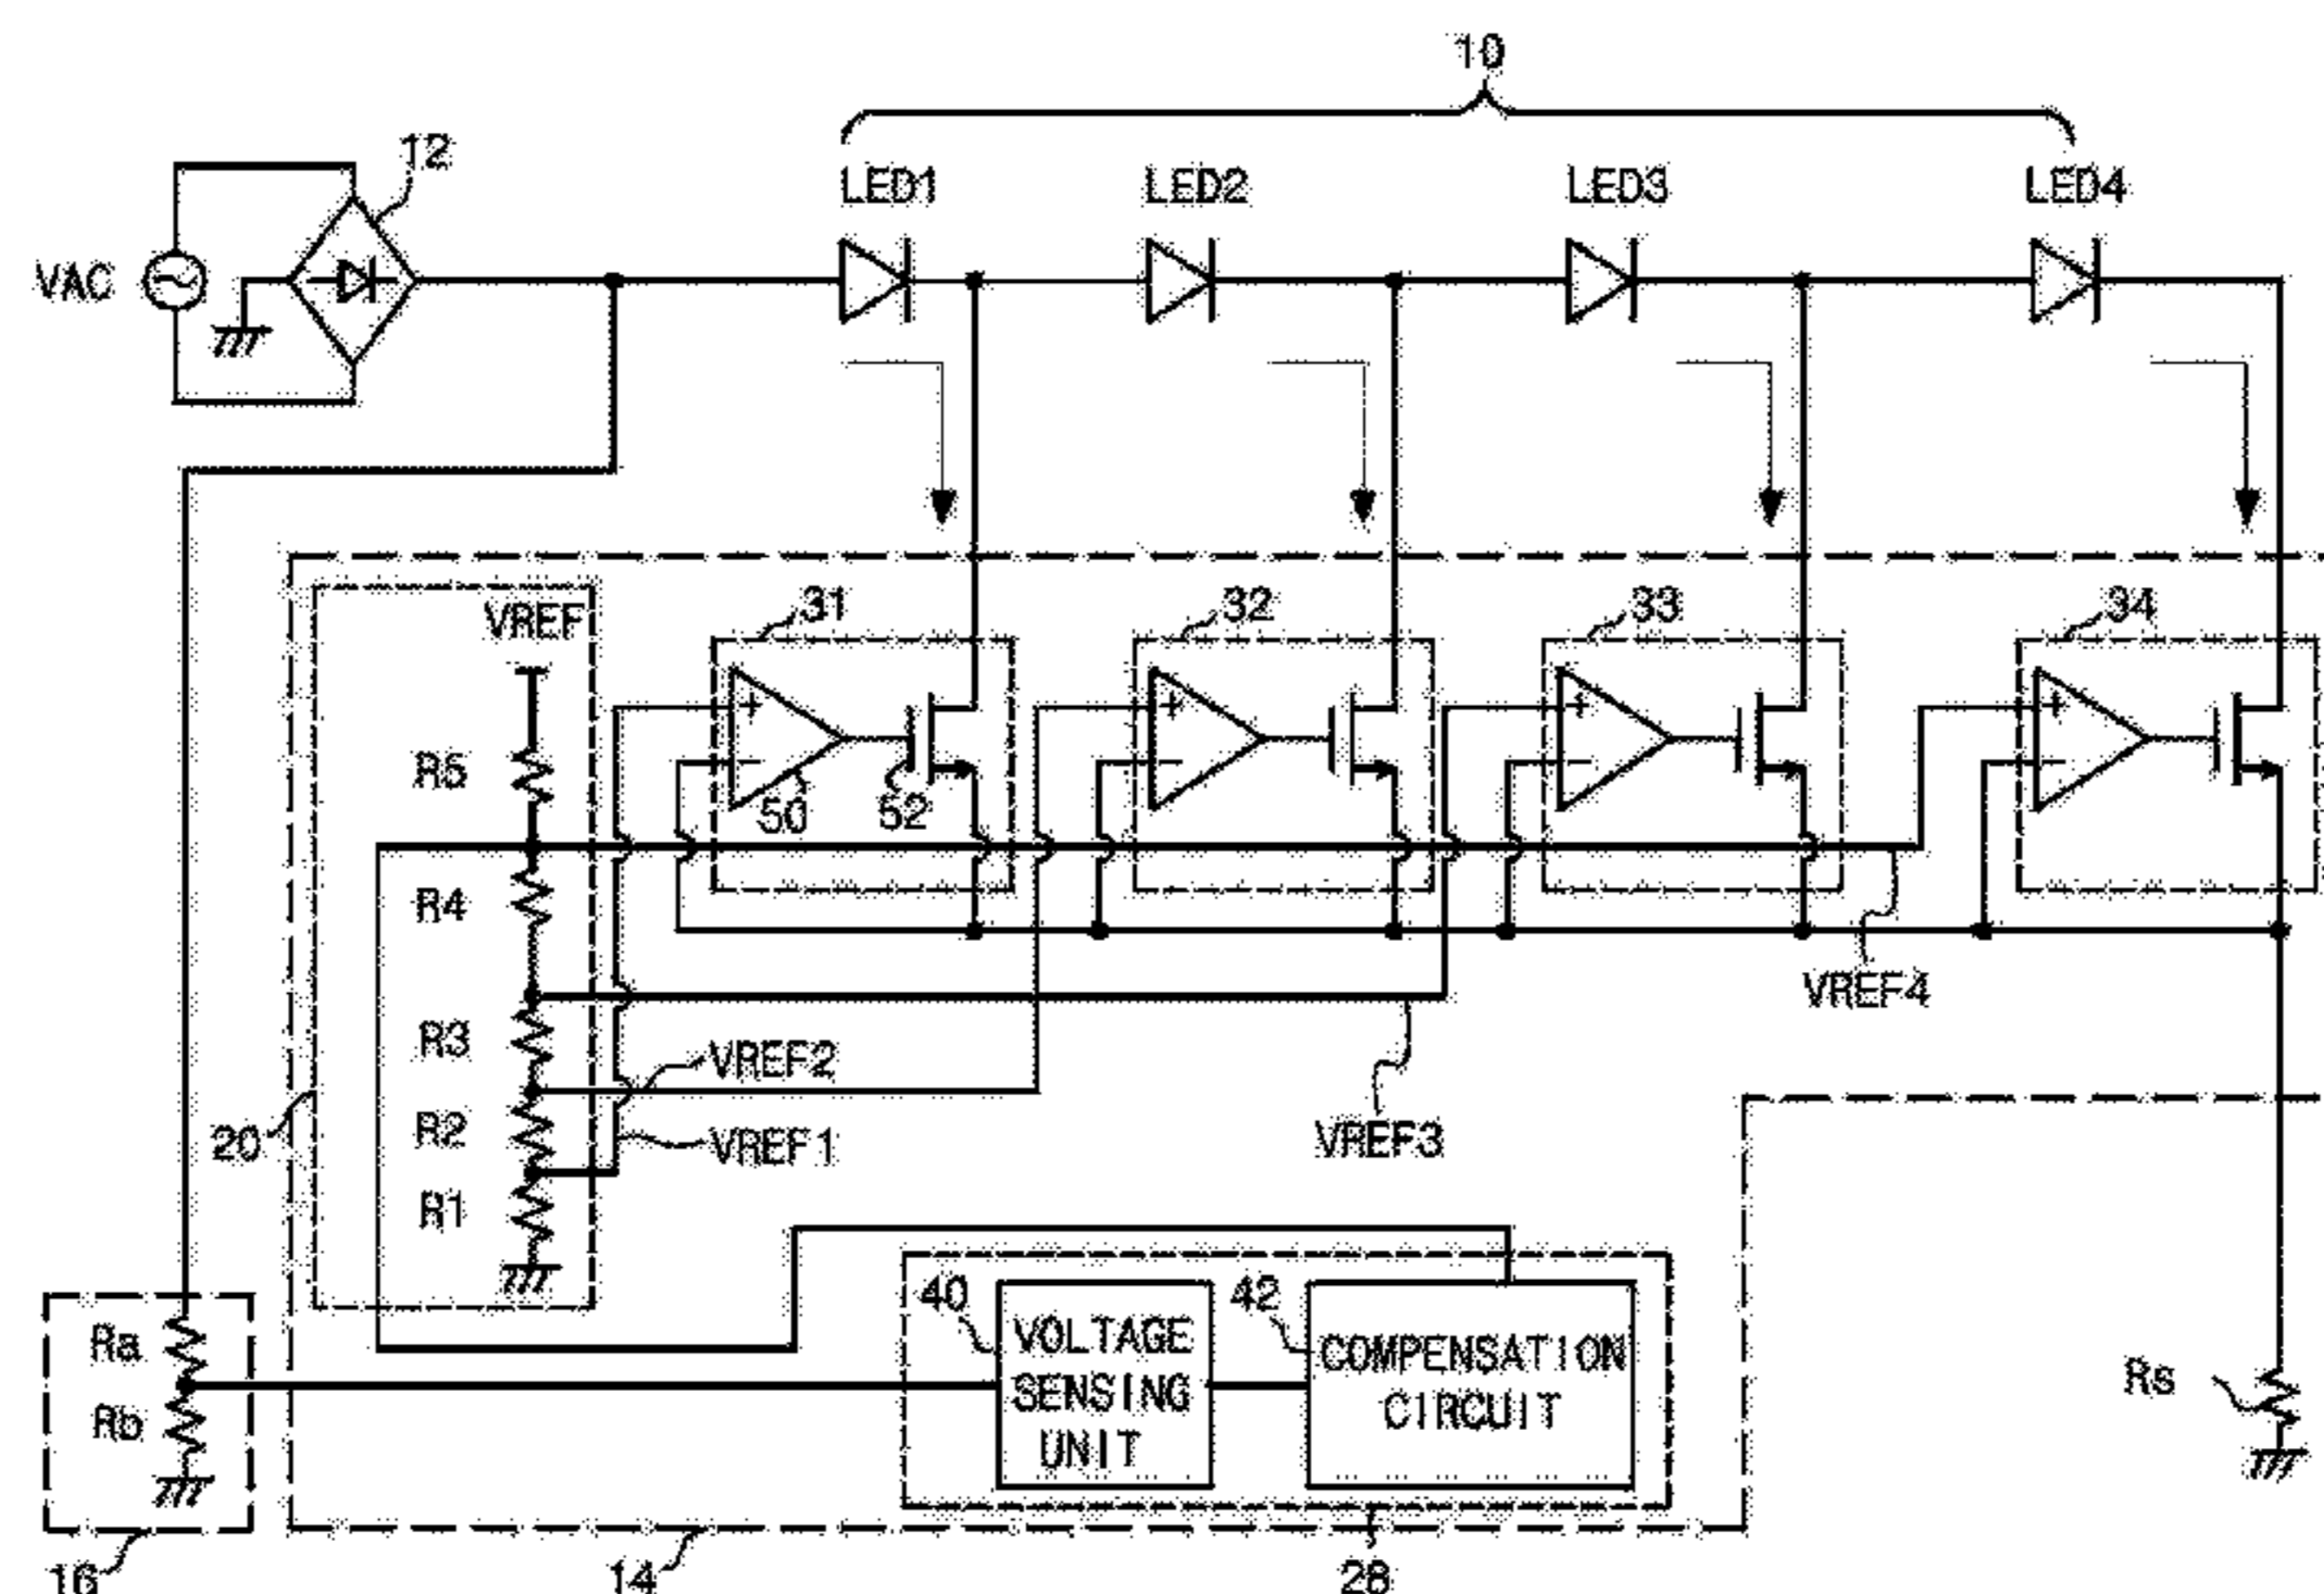 10
12
LED1 LED2 LED3 LED4
VAC
31 32 33 34
VREF
+ + + +
R5
− − − −
50 52
R4
VREF4
R3
VREF2
20 R2 VREF1 VREF3
R1
40 42
Ra
VOLTAGE
SENSING
UNIT
COMPENSATION
CIRCUIT
Rs
Rb
16 14 28